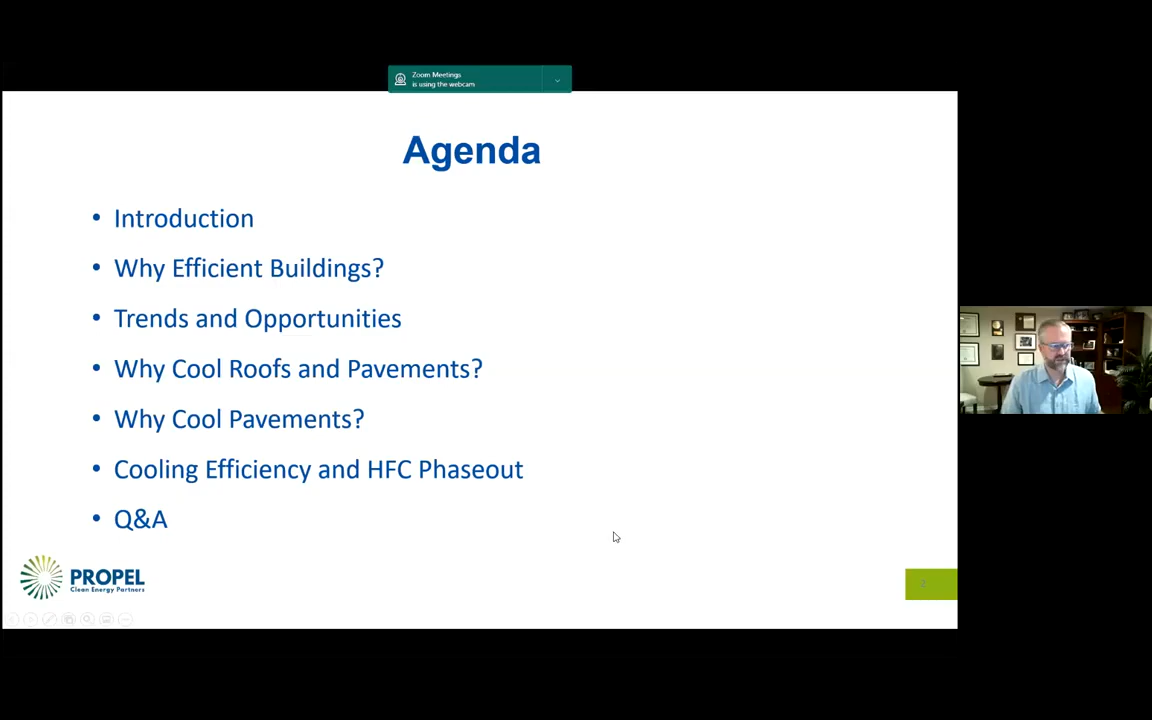 Zoom Meetings
is using the webcam
Agenda
• Introduction
• Why Efficient Buildings?
• Trends and Opportunities
• Why Cool Roofs and Pavements?
• Why Cool Pavements?
• Cooling Efficiency and HFC Phaseout
• Q&A
PROPEL
Clean Energy Partners
2